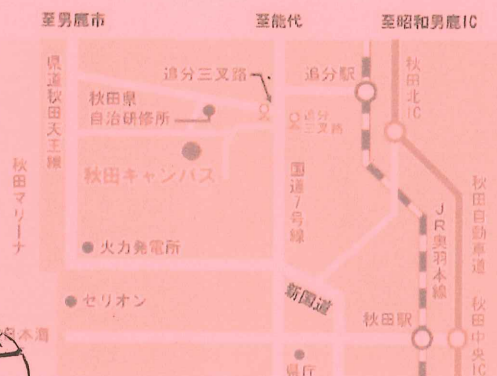 至男鹿市
至能代
至昭和男鹿IC
県道秋田天王線
追分三叉路
追分駅
秋田北IC
秋田県
自治研修所
追分
三叉路
秋田マリーナ
秋田キャンパス
国道7号線
秋田自動車道
JR奥羽本線
火力発電所
セリオン
新国道
秋田駅
秋田中央IC
日本海
県庁